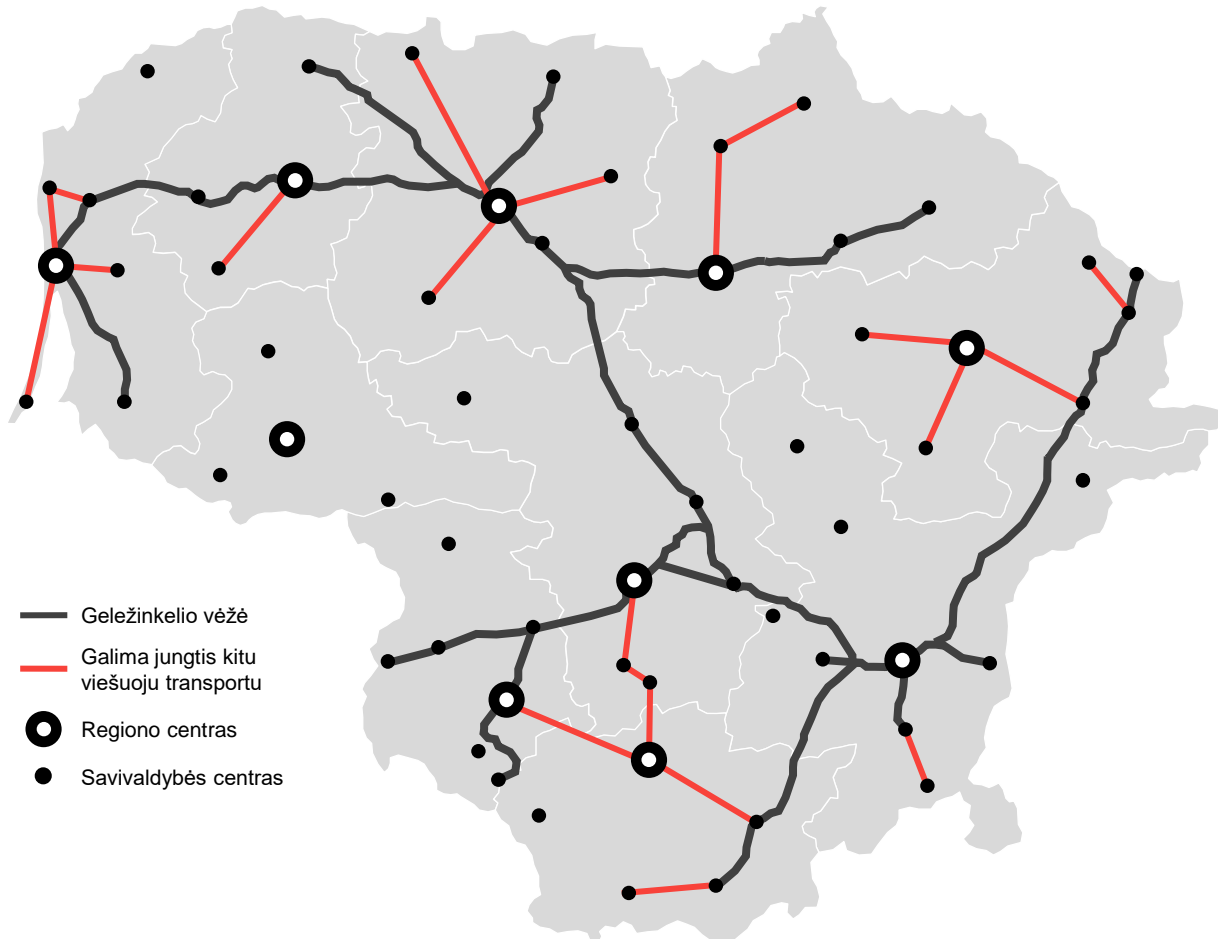 Geležinkelio vėžė
Galima jungtis kitu
viešuoju transportu
Regiono centras
Savivaldybės centras